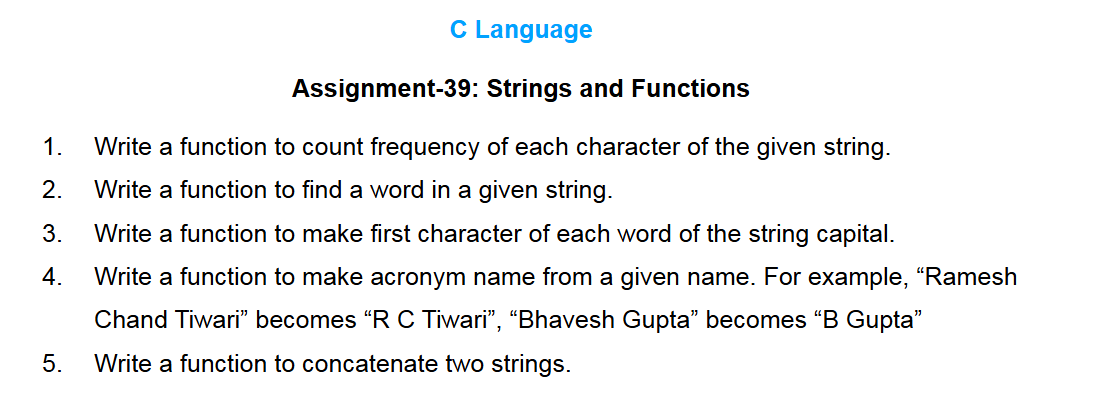 C Language
Assignment-39: Strings and Functions
1. Write a function to count frequency of each character of the given string.
2. Write a function to find a word in a given string.
3. Write a function to make first character of each word of the string capital.
4. Write a function to make acronym name from a given name. For example, “Ramesh
Chand Tiwari” becomes “R C Tiwari”, “Bhavesh Gupta” becomes “B Gupta”
5. Write a function to concatenate two strings.